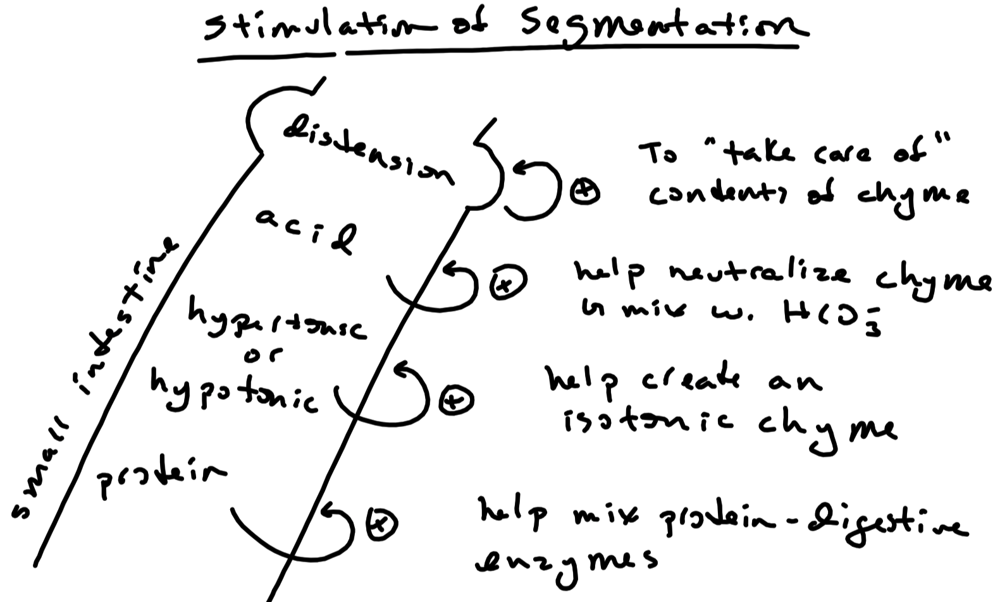 Stimulation of Segmentation
distension
To "take care of"
contents of chyme
acid
help neutralize chyme
↳ mix w. HCO3-
hypertonic
or
hypotonic
help create an
isotonic chyme
protein
help mix protein-digestive
enzymes
small intestine
+
+
+
+